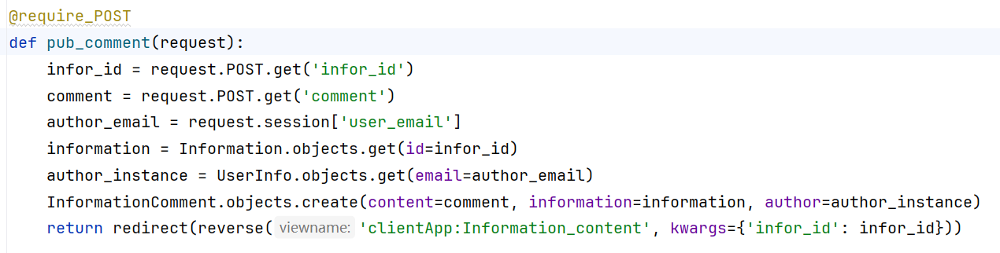 @require_POST
def pub_comment(request):
    infor_id = request.POST.get('infor_id')
    comment = request.POST.get('comment')
    author_email = request.session['user_email']
    information = Information.objects.get(id=infor_id)
    author_instance = UserInfo.objects.get(email=author_email)
    InformationComment.objects.create(content=comment, information=information, author=author_instance)
    return redirect(reverse( viewname: 'clientApp:Information_content', kwargs={'infor_id': infor_id}))